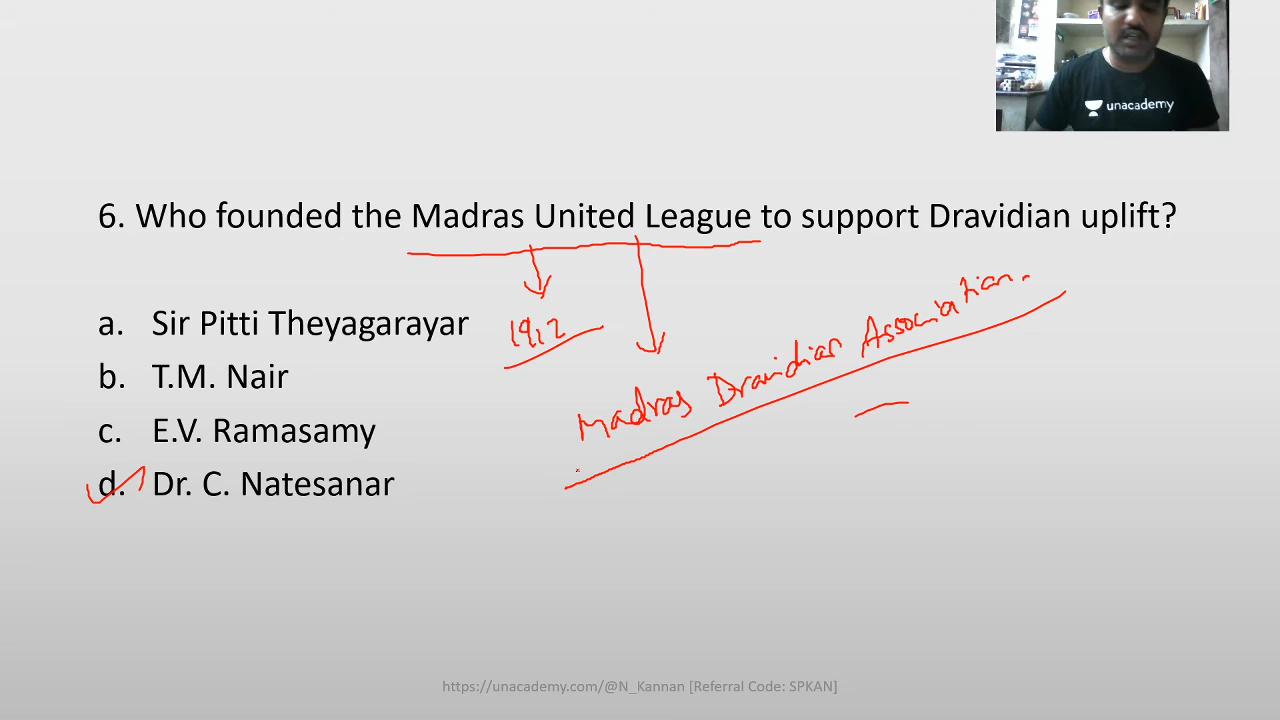 unacademy
6. Who founded the Madras United League to support Dravidian uplift?
a. Sir Pitti Theyagarayar
1912
b. T.M. Nair
Madras Dravidian Association.
c. E.V. Ramasamy
d. Dr. C. Natesanar
https://unacademy.com/@N_Kannan [Referral Code: SPKAN]